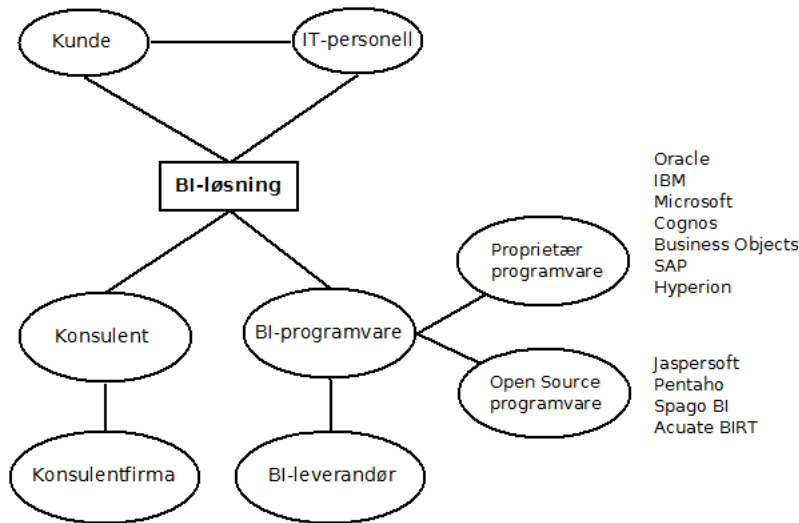 Kunde
IT-personell
BI-løsning
Oracle
IBM
Microsoft
Cognos
Business Objects
SAP
Hyperion
Proprietær
programvare
Konsulent
BI-programvare
Jaspersoft
Pentaho
Spago BI
Acuate BIRT
Open Source
programvare
Konsulentfirma
BI-leverandør